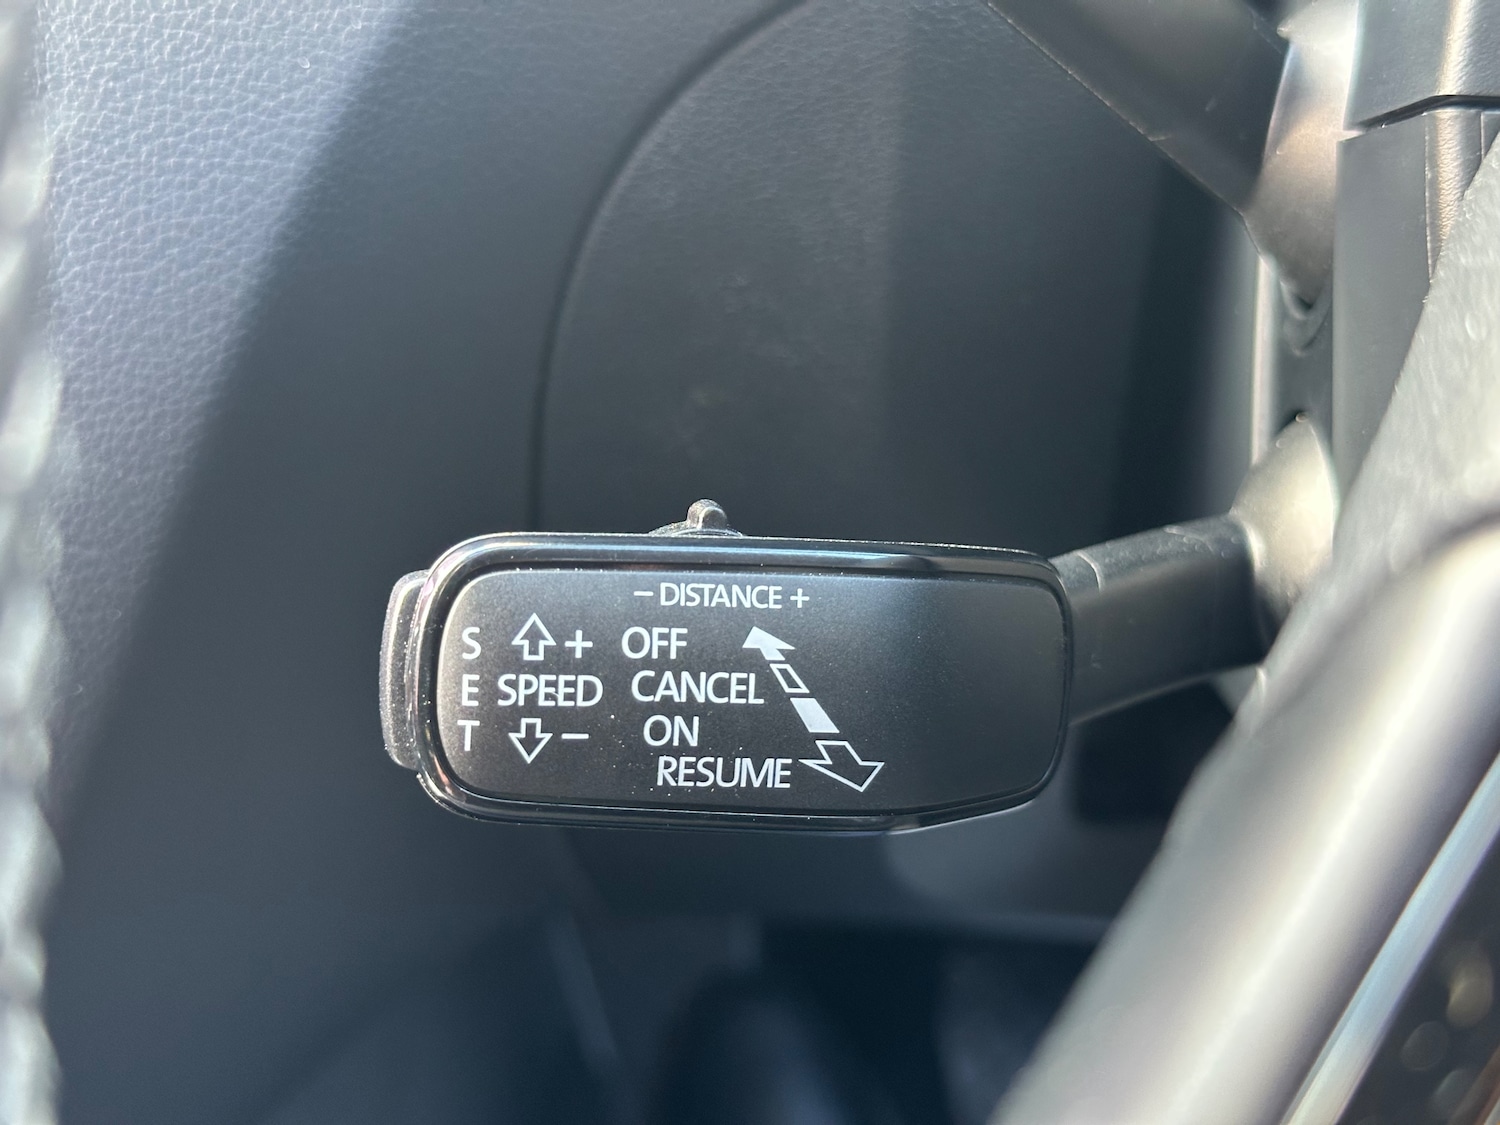 − DISTANCE +
S + OFF
E SPEED CANCEL
T − ON
RESUME